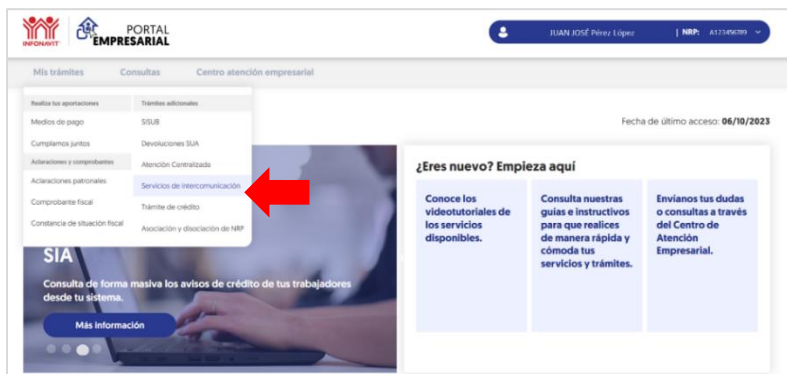 INFONAVIT
PORTAL
EMPRESARIAL
JUAN JOSÉ Pérez López | NRP: A123456789
Mis trámites Consultas Centro atención empresarial
Realiza tus aportaciones
Medios de pago
Cumplamos juntos
Aclaraciones y comprobantes
Aclaraciones patronales
Comprobante fiscal
Constancia de situación fiscal
Trámites adicionales
SISUB
Devoluciones SUA
Atención Centralizada
Servicios de intercomunicación
Trámite de crédito
Asociación y disociación de NRP
Fecha de último acceso: 06/10/2023
SIA
Consulta de forma masiva los avisos de crédito de tus trabajadores
desde tu sistema.
Más información
¿Eres nuevo? Empieza aquí
Conoce los
videotutoriales de
los servicios
disponibles.
Consulta nuestras
guías e instructivos
para que realices
de manera rápida y
cómoda tus
servicios y trámites.
Envíanos tus dudas
o consultas a través
del Centro de
Atención
Empresarial.